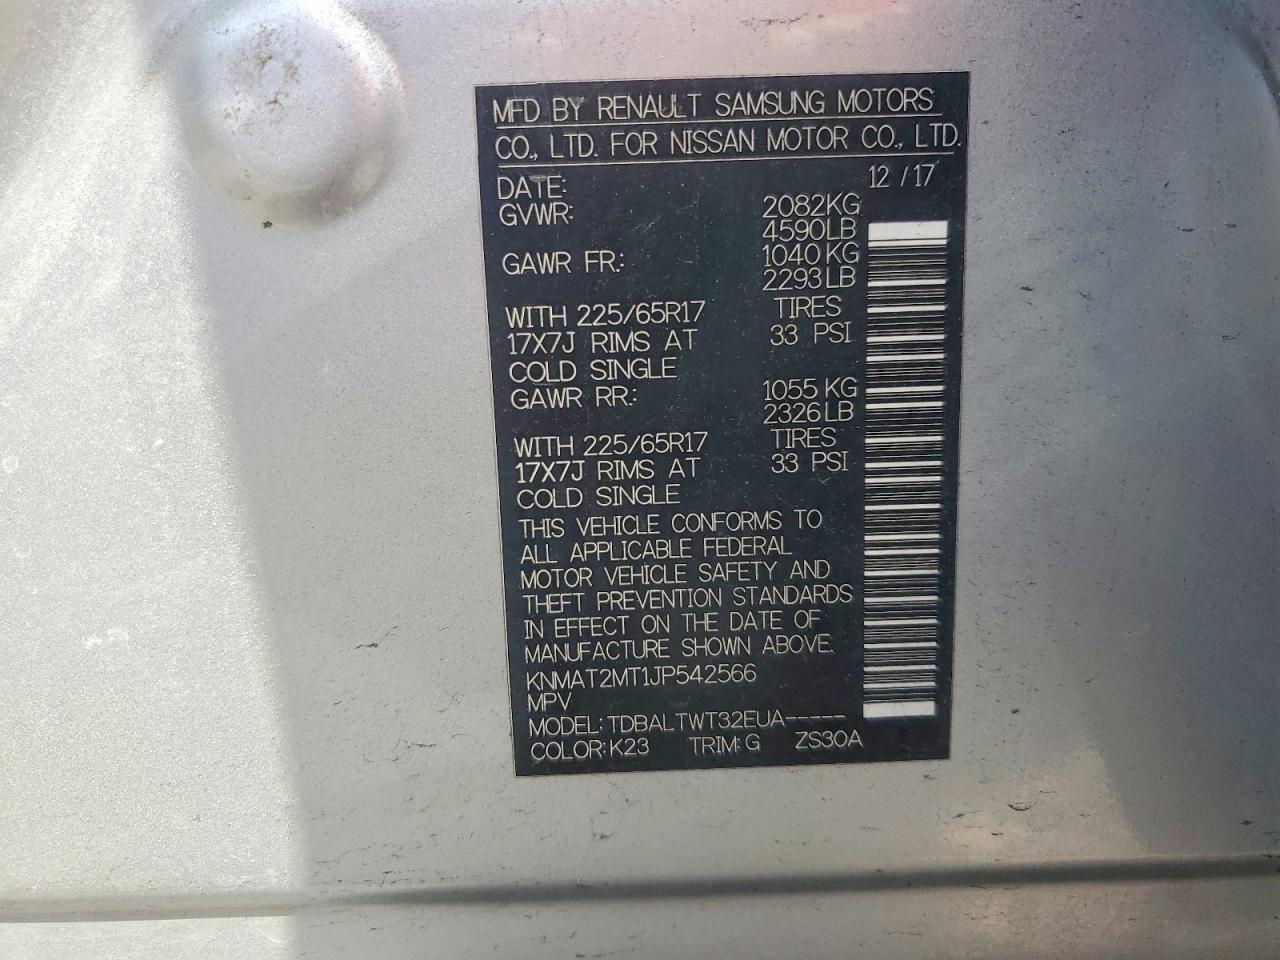 MFD BY RENAULT SAMSUNG MOTORS
CO., LTD. FOR NISSAN MOTOR CO., LTD.
DATE: 12 / 17
GVWR: 2082KG
4590LB
GAWR FR.: 1040KG
2293LB
WITH 225/65R17 TIRES
17X7J RIMS AT 33 PSI
COLD SINGLE
GAWR RR.: 1055KG
2326LB
WITH 225/65R17 TIRES
17X7J RIMS AT 33 PSI
COLD SINGLE
THIS VEHICLE CONFORMS TO
ALL APPLICABLE FEDERAL
MOTOR VEHICLE SAFETY AND
THEFT PREVENTION STANDARDS
IN EFFECT ON THE DATE OF
MANUFACTURE SHOWN ABOVE.
KNMAT2MT1JP542566
MPV
MODEL: TDBALTWT32EUA-----
COLOR: K23 TRIM: G ZS30A